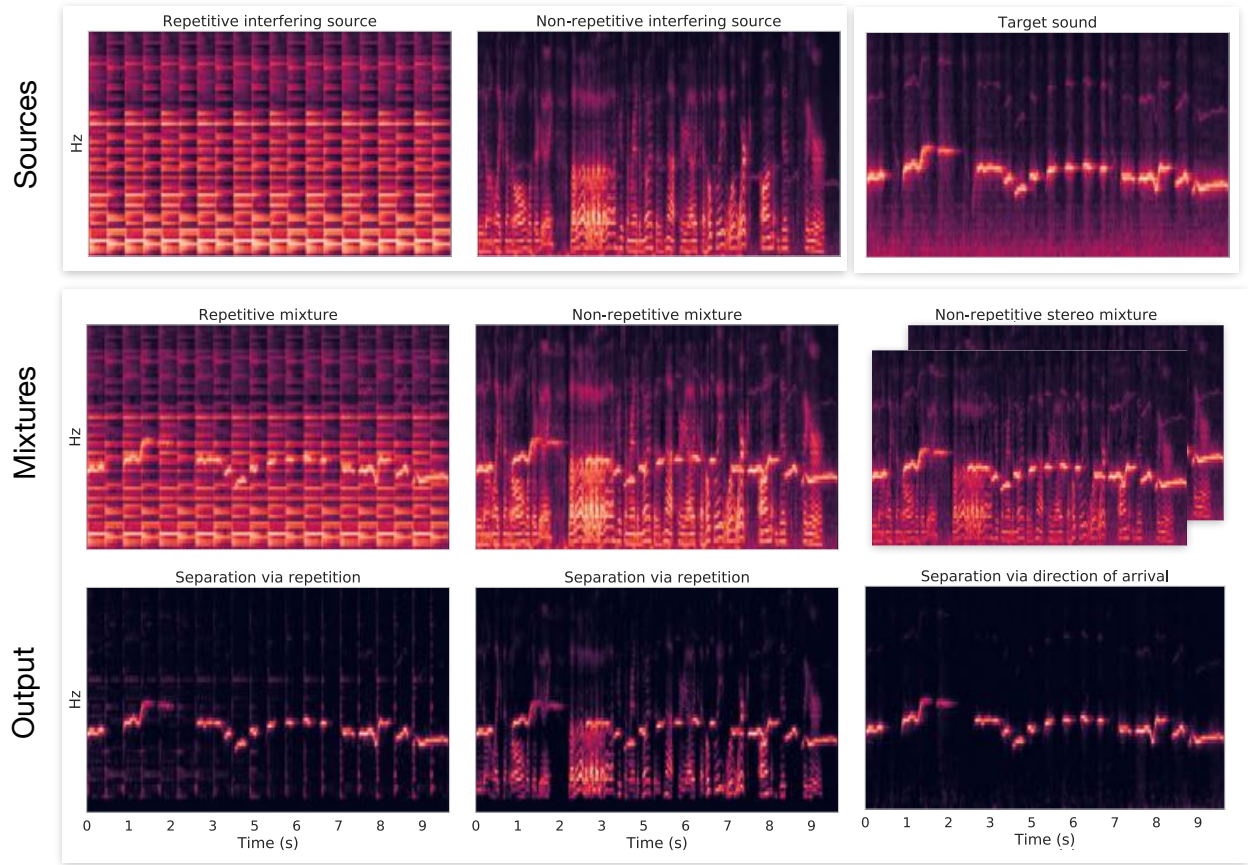 Sources
Repetitive interfering source
Non-repetitive interfering source
Target sound
Hz
Mixtures
Repetitive mixture
Non-repetitive mixture
Non-repetitive stereo mixture
Hz
Output
Separation via repetition
Separation via repetition
Separation via direction of arrival
Hz
0 1 2 3 4 5 6 7 8 9
Time (s)
0 1 2 3 4 5 6 7 8 9
Time (s)
0 1 2 3 4 5 6 7 8 9
Time (s)